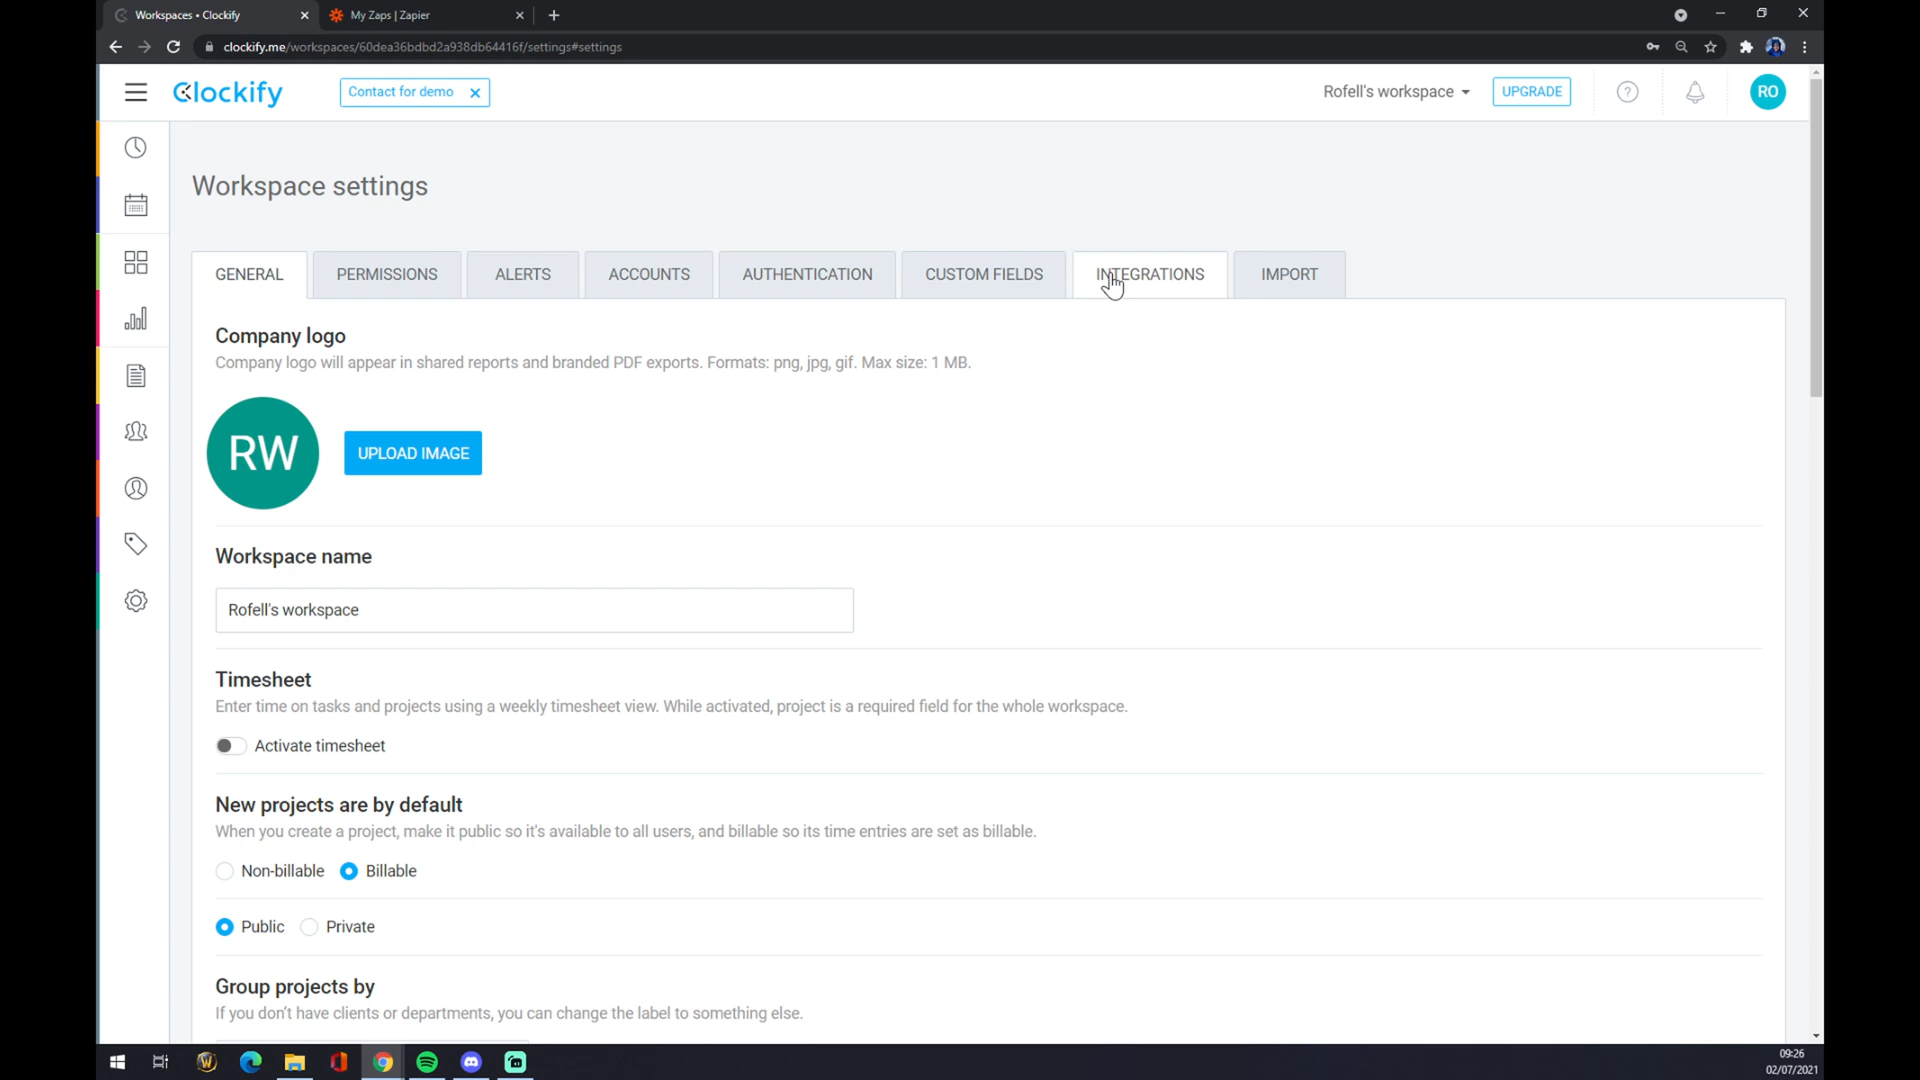 Workspaces • Clockify
My Zaps | Zapier
clockify.me/workspaces/60dea36bdbd2a938db64416f/settings#settings
Clockify
Contact for demo
Rofell's workspace
UPGRADE
RO
Workspace settings
GENERAL
PERMISSIONS
ALERTS
ACCOUNTS
AUTHENTICATION
CUSTOM FIELDS
INTEGRATIONS
IMPORT
Company logo
Company logo will appear in shared reports and branded PDF exports. Formats: png, jpg, gif. Max size: 1 MB.
RW
UPLOAD IMAGE
Workspace name
Rofell's workspace
Timesheet
Enter time on tasks and projects using a weekly timesheet view. While activated, project is a required field for the whole workspace.
Activate timesheet
New projects are by default
When you create a project, make it public so it's available to all users, and billable so its time entries are set as billable.
Non-billable
Billable
Public
Private
Group projects by
If you don't have clients or departments, you can change the label to something else.
09:26
02/07/2021